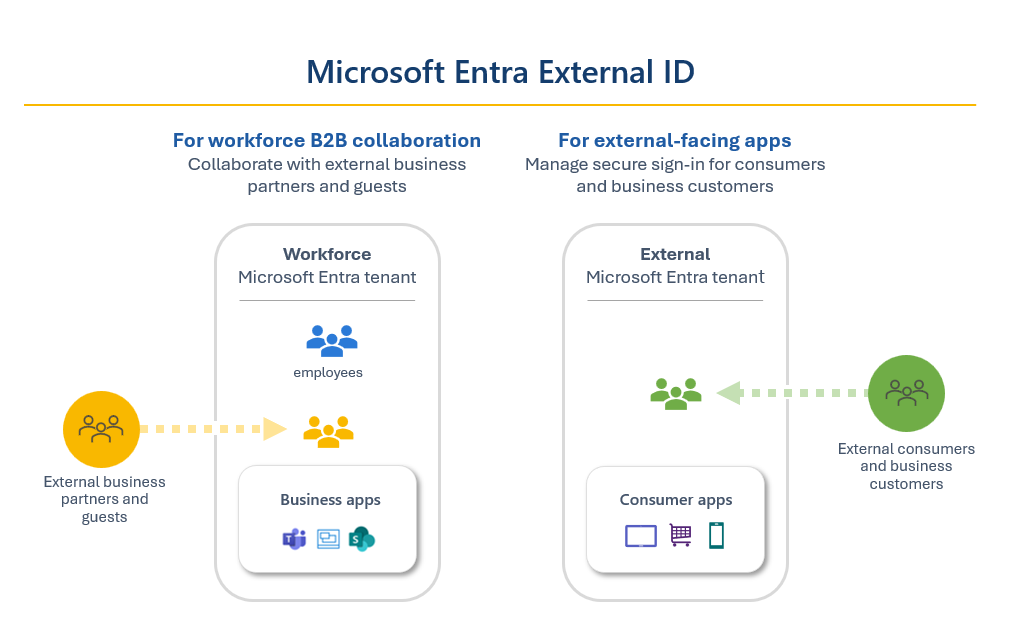 Microsoft Entra External ID
For workforce B2B collaboration
Collaborate with external business
partners and guests
For external-facing apps
Manage secure sign-in for consumers
and business customers
Workforce
Microsoft Entra tenant
employees
External business
partners and
guests
Business apps
T
S
External
Microsoft Entra tenant
External consumers
and business
customers
Consumer apps